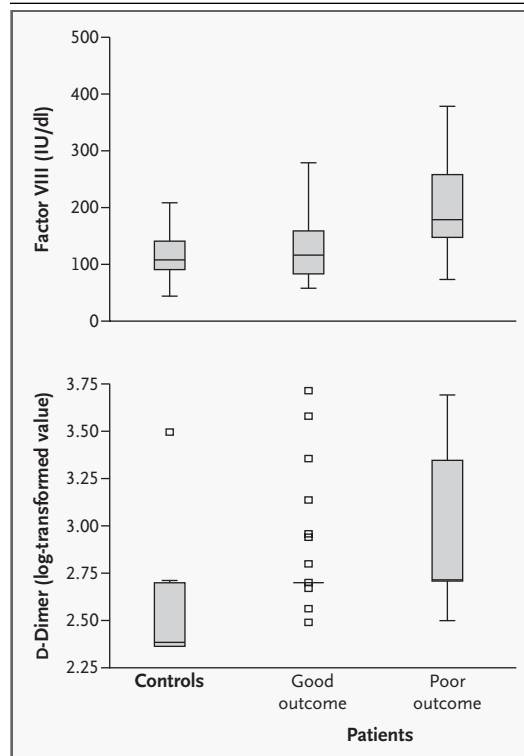 Factor VIII (IU/dl)
500
400
300
200
100
0
D-Dimer (log-transformed value)
3.75
3.50
3.25
3.00
2.75
2.50
2.25
Controls
Good
outcome
Poor
outcome
Patients